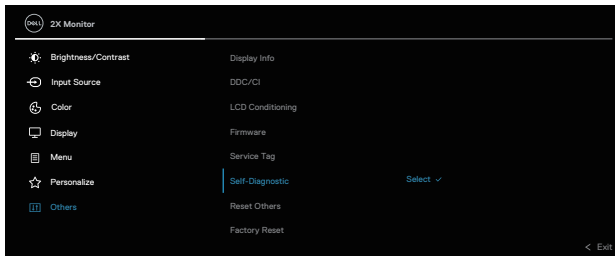 DELL 2X Monitor
Brightness/Contrast
Input Source
Color
Display
Menu
Personalize
Others
Display Info
DDC/CI
LCD Conditioning
Firmware
Service Tag
Self-Diagnostic Select
Reset Others
Factory Reset
< Exit